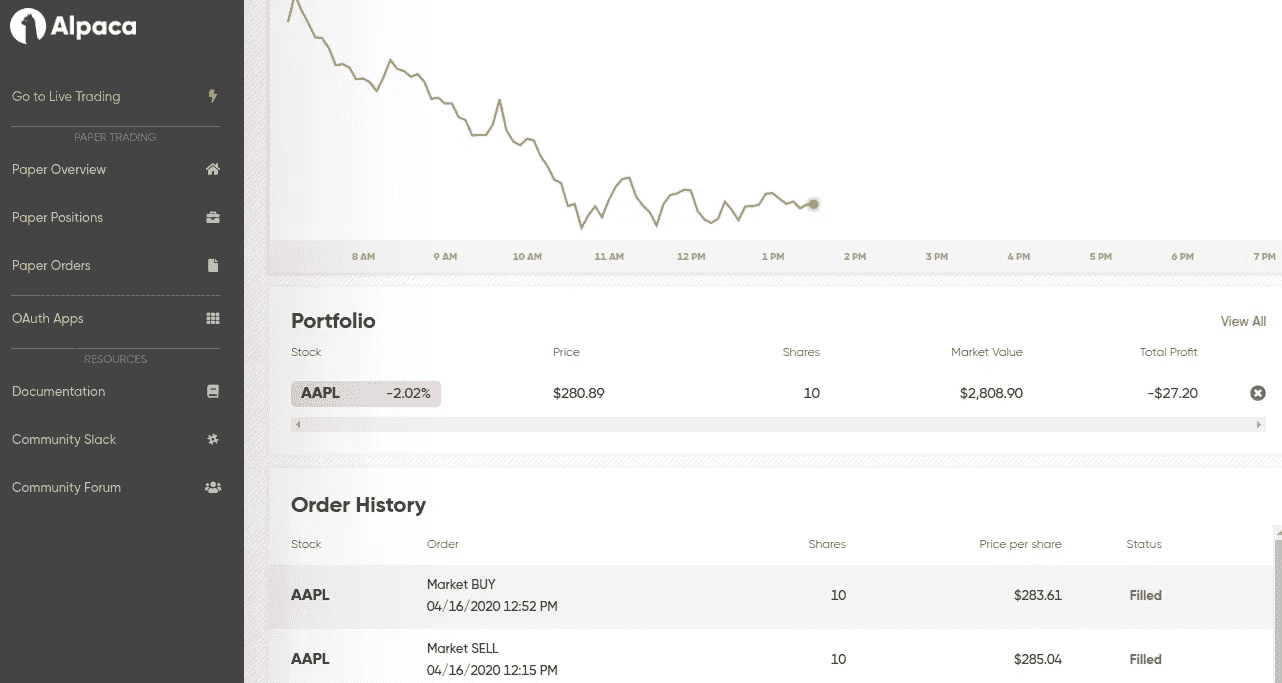 Alpaca
Go to Live Trading
PAPER TRADING
Paper Overview
Paper Positions
Paper Orders
OAuth Apps
RESOURCES
Documentation
Community Slack
Community Forum
8 AM 9 AM 10 AM 11 AM 12 PM 1 PM 2 PM 3 PM 4 PM 5 PM 6 PM 7 PM
Portfolio View All
Stock Price Shares Market Value Total Profit
AAPL -2.02% $280.89 10 $2,808.90 -$27.20
Order History
Stock Order Shares Price per share Status
AAPL Market BUY 10 $283.61 Filled
04/16/2020 12:52 PM
AAPL Market SELL 10 $285.04 Filled
04/16/2020 12:15 PM